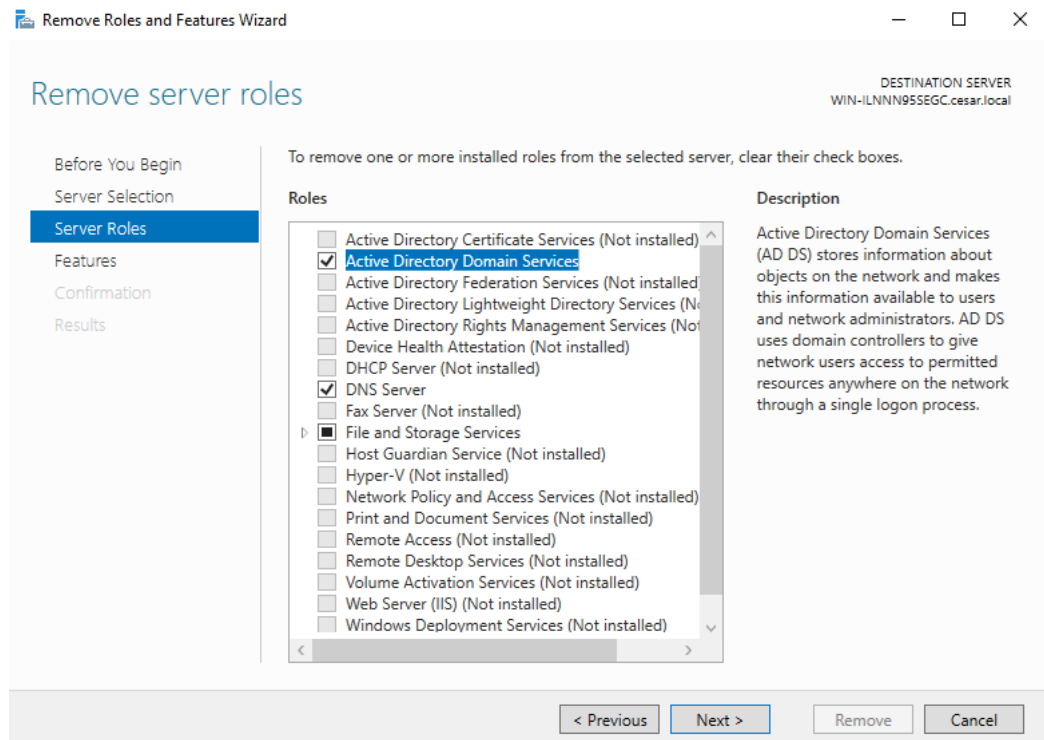 Remove Roles and Features Wizard
Remove server roles
DESTINATION SERVER
WIN-ILNNN95SEGC.cesar.local
Before You Begin
Server Selection
Server Roles
Features
Confirmation
Results
To remove one or more installed roles from the selected server, clear their check boxes.
Roles
Active Directory Certificate Services (Not installed)
Active Directory Domain Services
Active Directory Federation Services (Not installed
Active Directory Lightweight Directory Services (No
Active Directory Rights Management Services (Not
Device Health Attestation (Not installed)
DHCP Server (Not installed)
DNS Server
Fax Server (Not installed)
File and Storage Services
Host Guardian Service (Not installed)
Hyper-V (Not installed)
Network Policy and Access Services (Not installed)
Print and Document Services (Not installed)
Remote Access (Not installed)
Remote Desktop Services (Not installed)
Volume Activation Services (Not installed)
Web Server (IIS) (Not installed)
Windows Deployment Services (Not installed)
Description
Active Directory Domain Services
(AD DS) stores information about
objects on the network and makes
this information available to users
and network administrators. AD DS
uses domain controllers to give
network users access to permitted
resources anywhere on the network
through a single logon process.
< Previous
Next >
Remove
Cancel